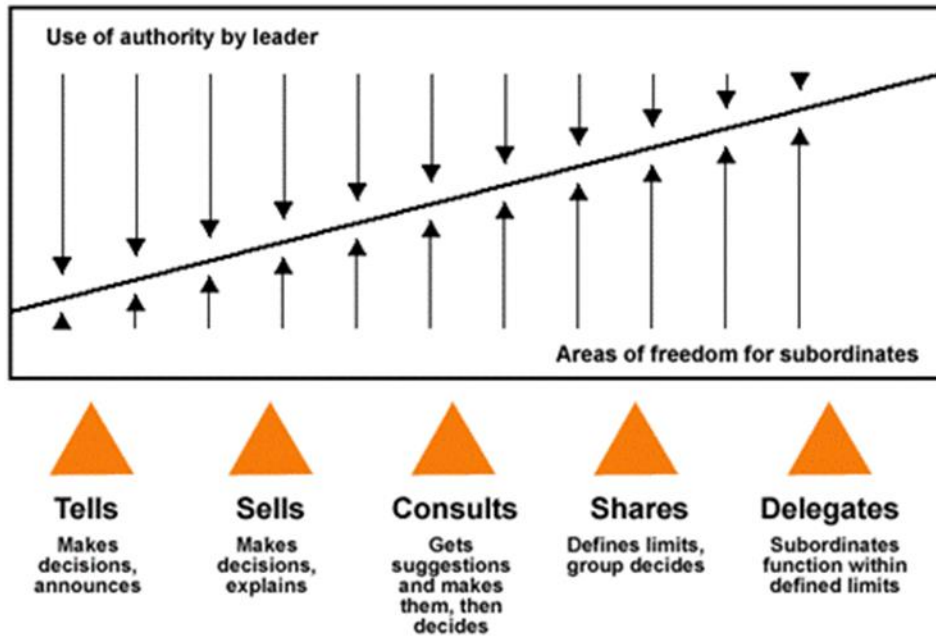 Use of authority by leader
Areas of freedom for subordinates
Tells
Makes
decisions,
announces
Sells
Makes
decisions,
explains
Consults
Gets
suggestions
and makes
them, then
decides
Shares
Defines limits,
group decides
Delegates
Subordinates
function within
defined limits